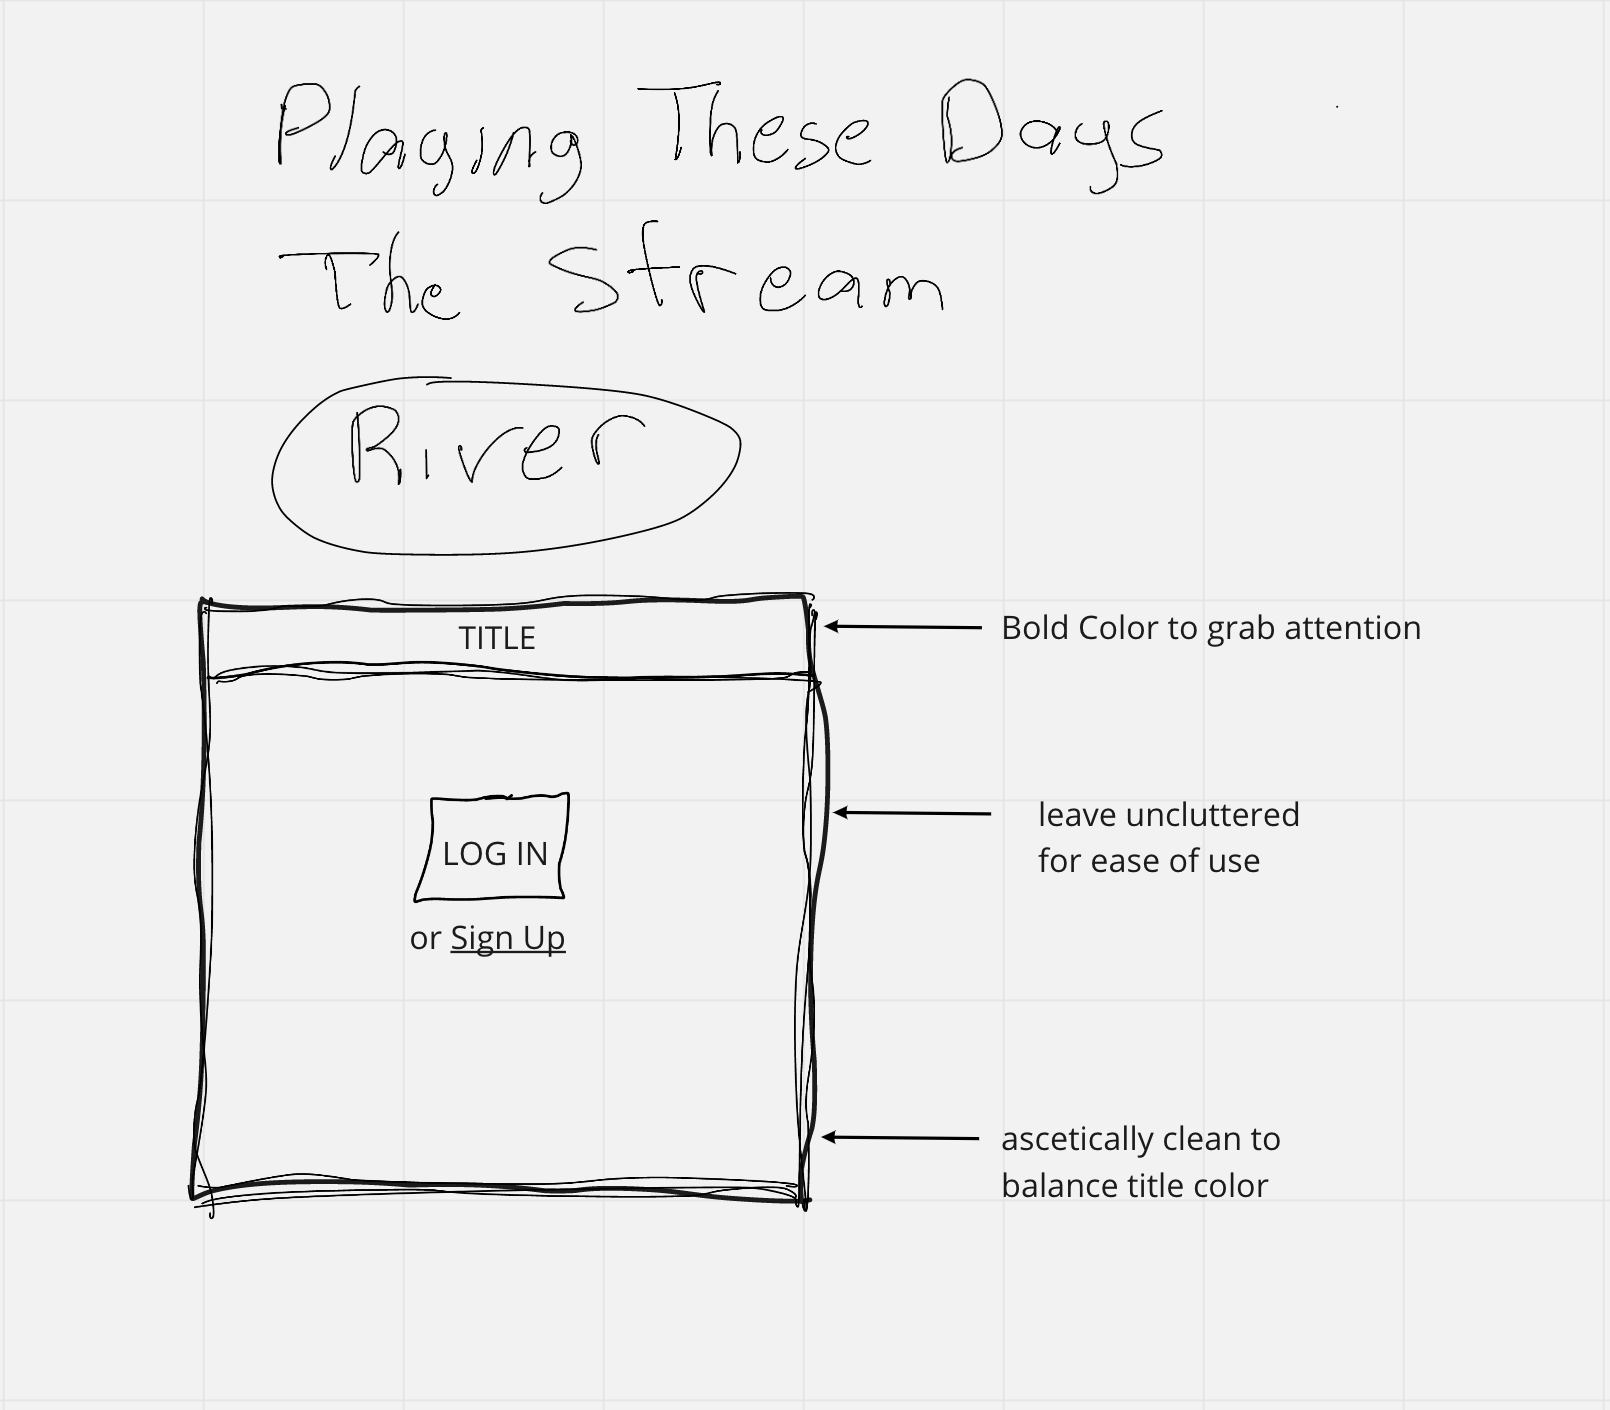 Playing These Days
The Stream
River
TITLE
Bold Color to grab attention
leave uncluttered
for ease of use
LOG IN
or Sign Up
ascetically clean to
balance title color